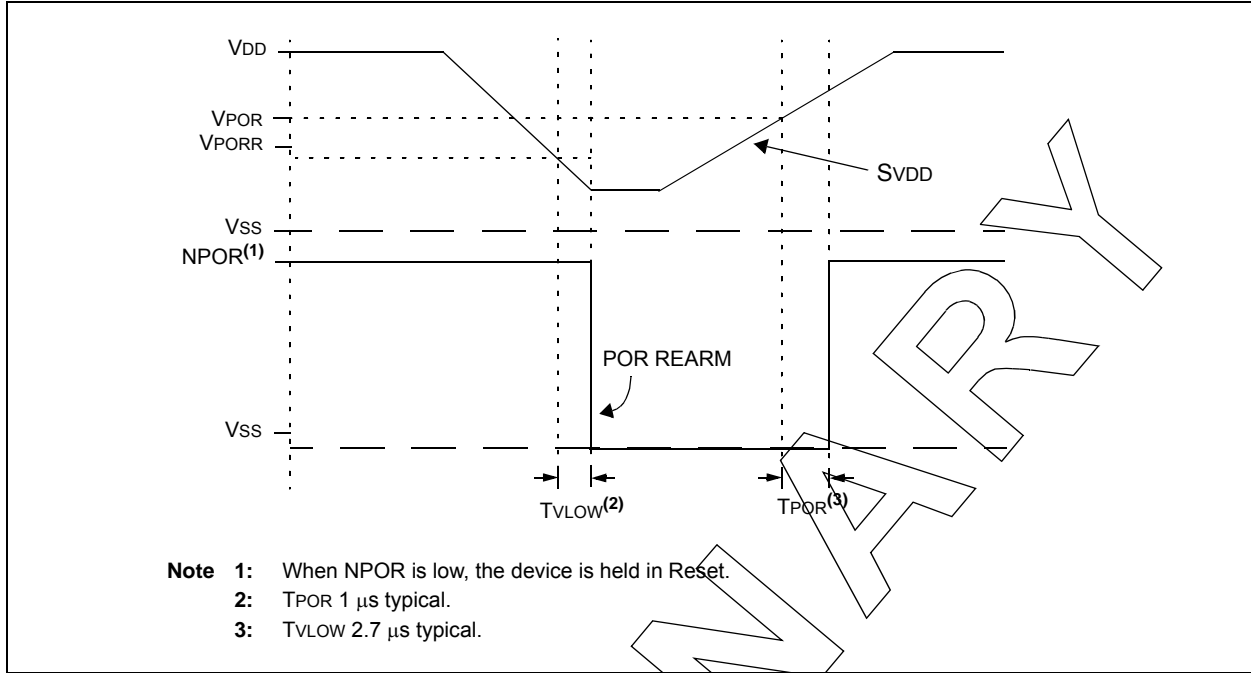 VDD
VPOR
VPORR
SVDD
VSS
NPOR(1)
POR REARM
VSS
TVLOW(2)
TPOR(3)
Note 1: When NPOR is low, the device is held in Reset.
2: TPOR 1 μs typical.
3: TVLOW 2.7 μs typical.
NARY